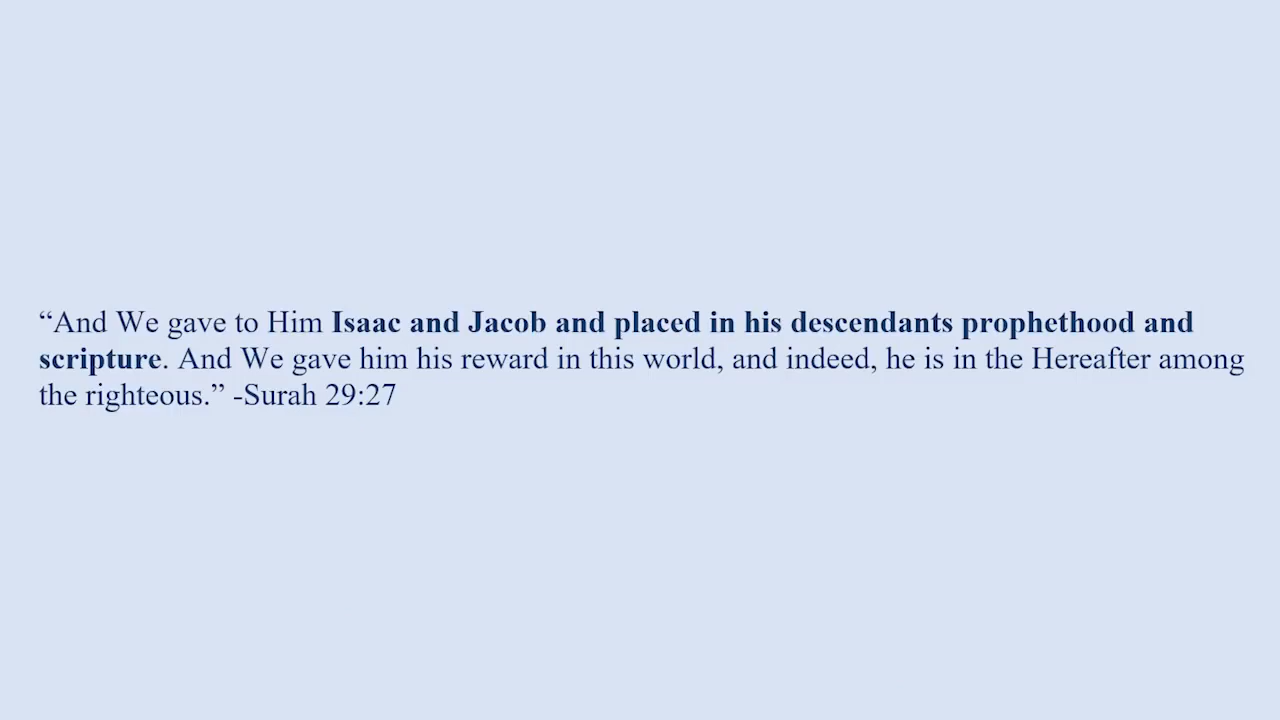 “And We gave to Him Isaac and Jacob and placed in his descendants prophethood and
scripture. And We gave him his reward in this world, and indeed, he is in the Hereafter among
the righteous.” -Surah 29:27